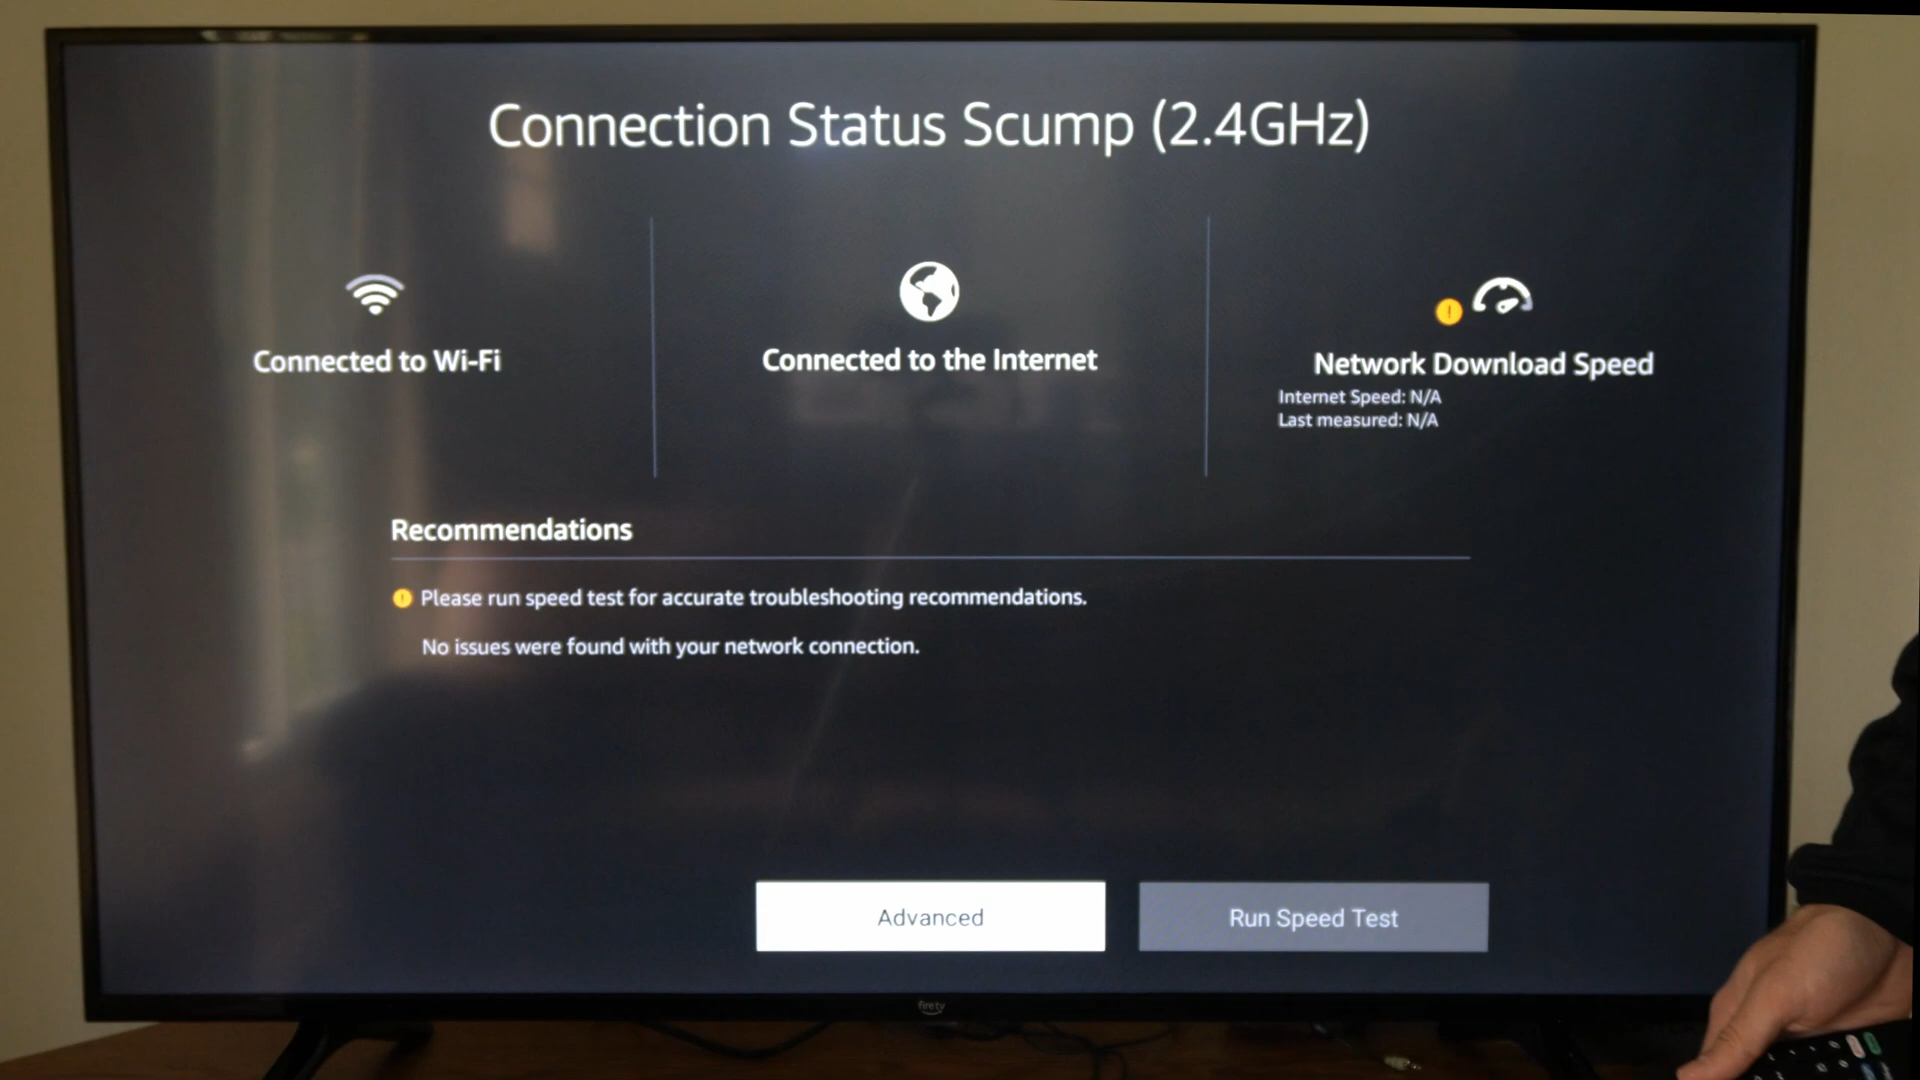 Connection Status Scump (2.4GHz)
Connected to Wi-Fi
Connected to the Internet
Network Download Speed
Internet Speed: N/A
Last measured: N/A
Recommendations
Please run speed test for accurate troubleshooting recommendations.
No issues were found with your network connection.
Advanced
Run Speed Test
firetv